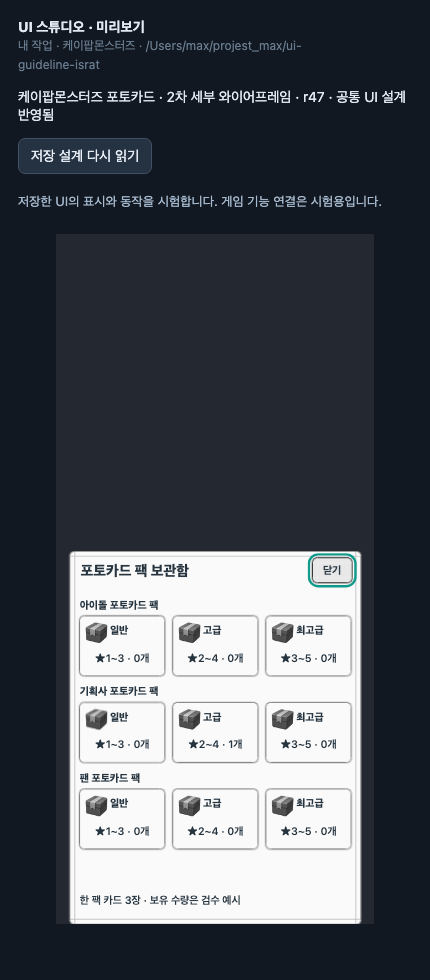 UI 스튜디오 · 미리보기
내 작업 · 케이팝몬스터즈 · /Users/max/projest_max/ui-
guideline-israt
케이팝몬스터즈 포토카드 · 2차 세부 와이어프레임 · r47 · 공통 UI 설계
반영됨
저장 설계 다시 읽기
저장한 UI의 표시와 동작을 시험합니다. 게임 기능 연결은 시험용입니다.
포토카드 팩 보관함 닫기
아이돌 포토카드 팩
일반 고급 최고급
★1~3 · 0개 ★2~4 · 0개 ★3~5 · 0개
기획사 포토카드 팩
일반 고급 최고급
★1~3 · 0개 ★2~4 · 1개 ★3~5 · 0개
팬 포토카드 팩
일반 고급 최고급
★1~3 · 0개 ★2~4 · 0개 ★3~5 · 0개
한 팩 카드 3장 · 보유 수량은 검수 예시